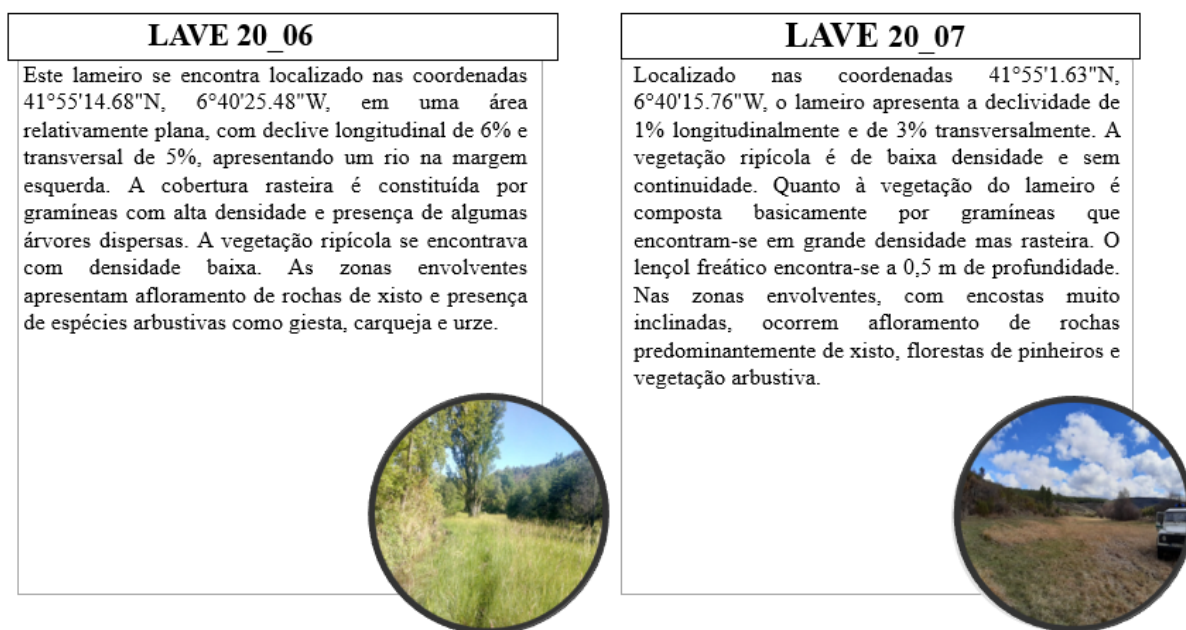 LAVE 20_06
Este lameiro se encontra localizado nas coordenadas
41°55'14.68"N, 6°40'25.48"W, em uma área
relativamente plana, com declive longitudinal de 6% e
transversal de 5%, apresentando um rio na margem
esquerda. A cobertura rasteira é constituída por
gramíneas com alta densidade e presença de algumas
árvores dispersas. A vegetação ripícola se encontrava
com densidade baixa. As zonas envolventes
apresentam afloramento de rochas de xisto e presença
de espécies arbustivas como giesta, carqueja e urze.
LAVE 20_07
Localizado nas coordenadas 41°55'1.63"N,
6°40'15.76"W, o lameiro apresenta a declividade de
1% longitudinalmente e de 3% transversalmente. A
vegetação ripícola é de baixa densidade e sem
continuidade. Quanto à vegetação do lameiro é
composta basicamente por gramíneas que
encontram-se em grande densidade mas rasteira. O
lençol freático encontra-se a 0,5 m de profundidade.
Nas zonas envolventes, com encostas muito
inclinadas, ocorrem afloramento de rochas
predominantemente de xisto, florestas de pinheiros e
vegetação arbustiva.